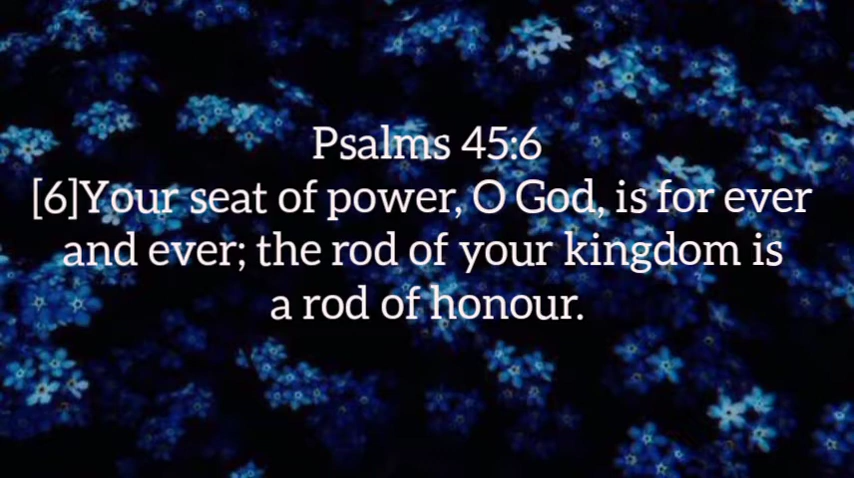 Psalms 45:6
[6]Your seat of power, O God, is for ever
and ever; the rod of your kingdom is
a rod of honour.